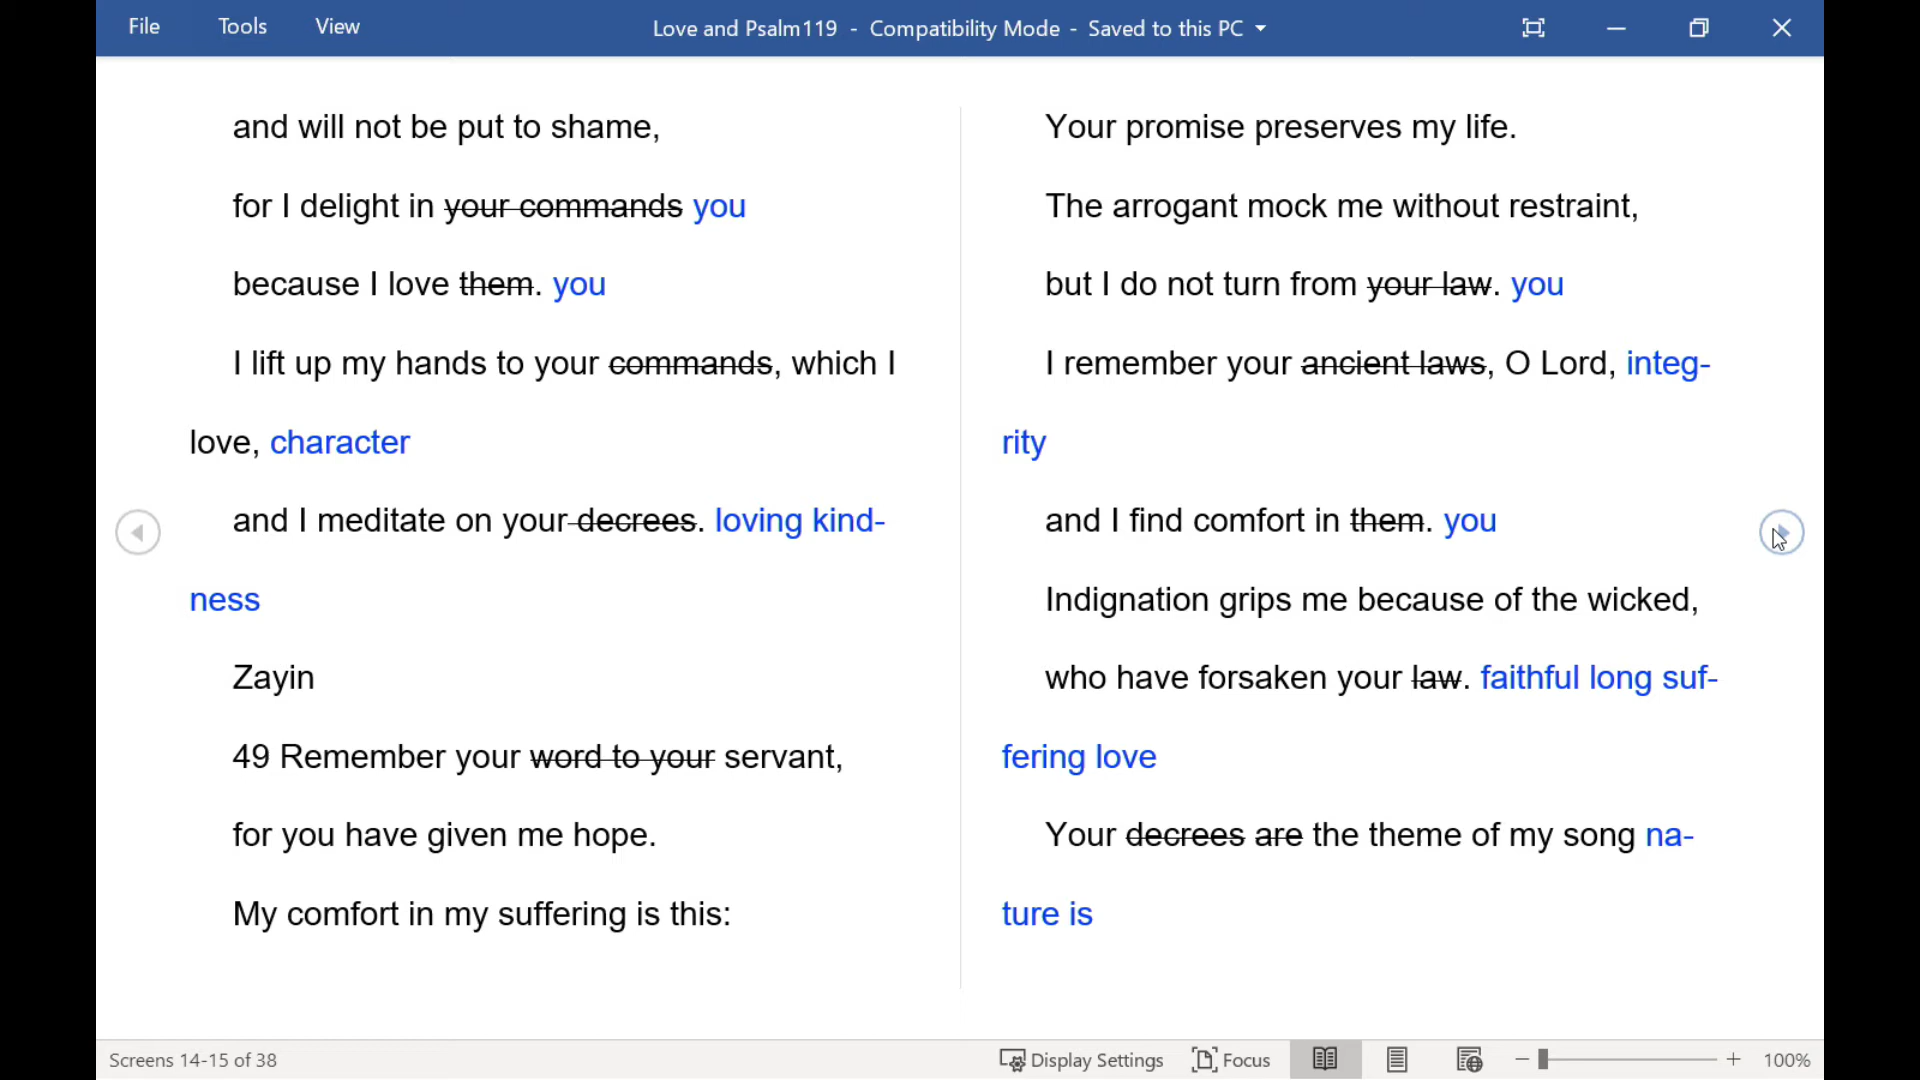 File Tools View Love and Psalm119 - Compatibility Mode - Saved to this PC
and will not be put to shame,
for I delight in your commands you
because I love them. you
I lift up my hands to your commands, which I
love, character
and I meditate on your decrees. loving kind-
ness
Zayin
49 Remember your word to your servant,
for you have given me hope.
My comfort in my suffering is this:
Your promise preserves my life.
The arrogant mock me without restraint,
but I do not turn from your law. you
I remember your ancient laws, O Lord, integ-
rity
and I find comfort in them. you
Indignation grips me because of the wicked,
who have forsaken your law. faithful long suf-
fering love
Your decrees are the theme of my song na-
ture is
Screens 14-15 of 38 Display Settings Focus 100%